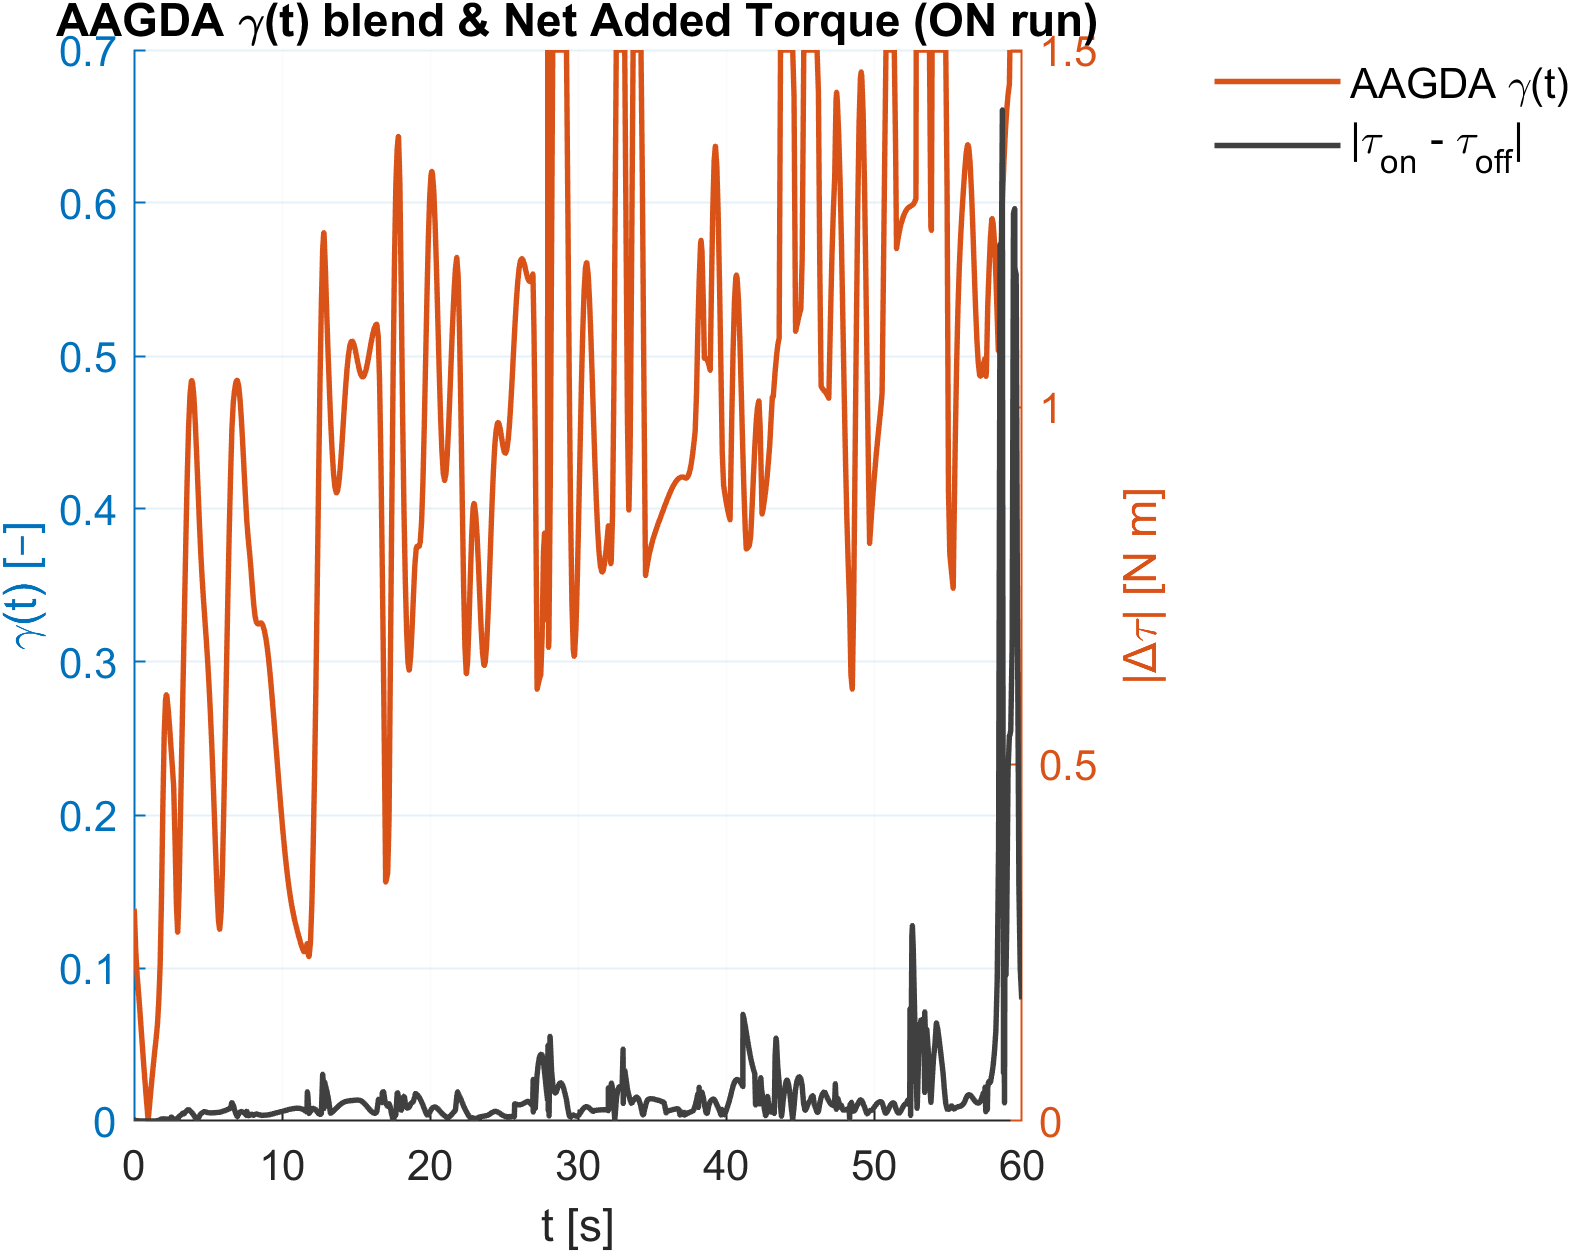 AAGDA γ(t) blend & Net Added Torque (ON run)
AAGDA γ(t)
|τon - τoff|
γ(t) [−]
0.7
0.6
0.5
0.4
0.3
0.2
0.1
0
|Δτ| [N m]
1.5
1
0.5
0
0 10 20 30 40 50 60
t [s]